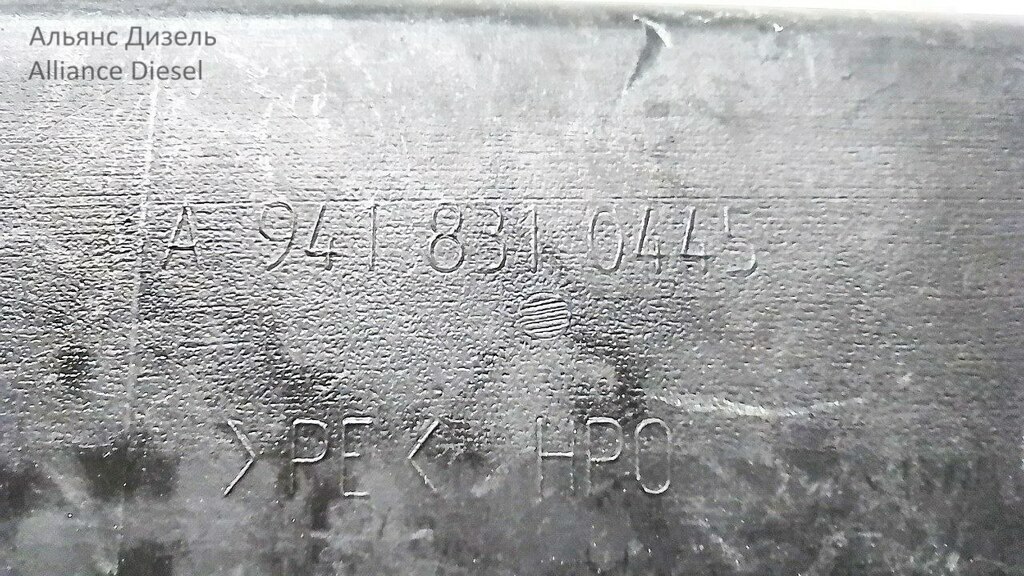 Альянс Дизель
Alliance Diesel
A 941 831 0445
>PE< HPO